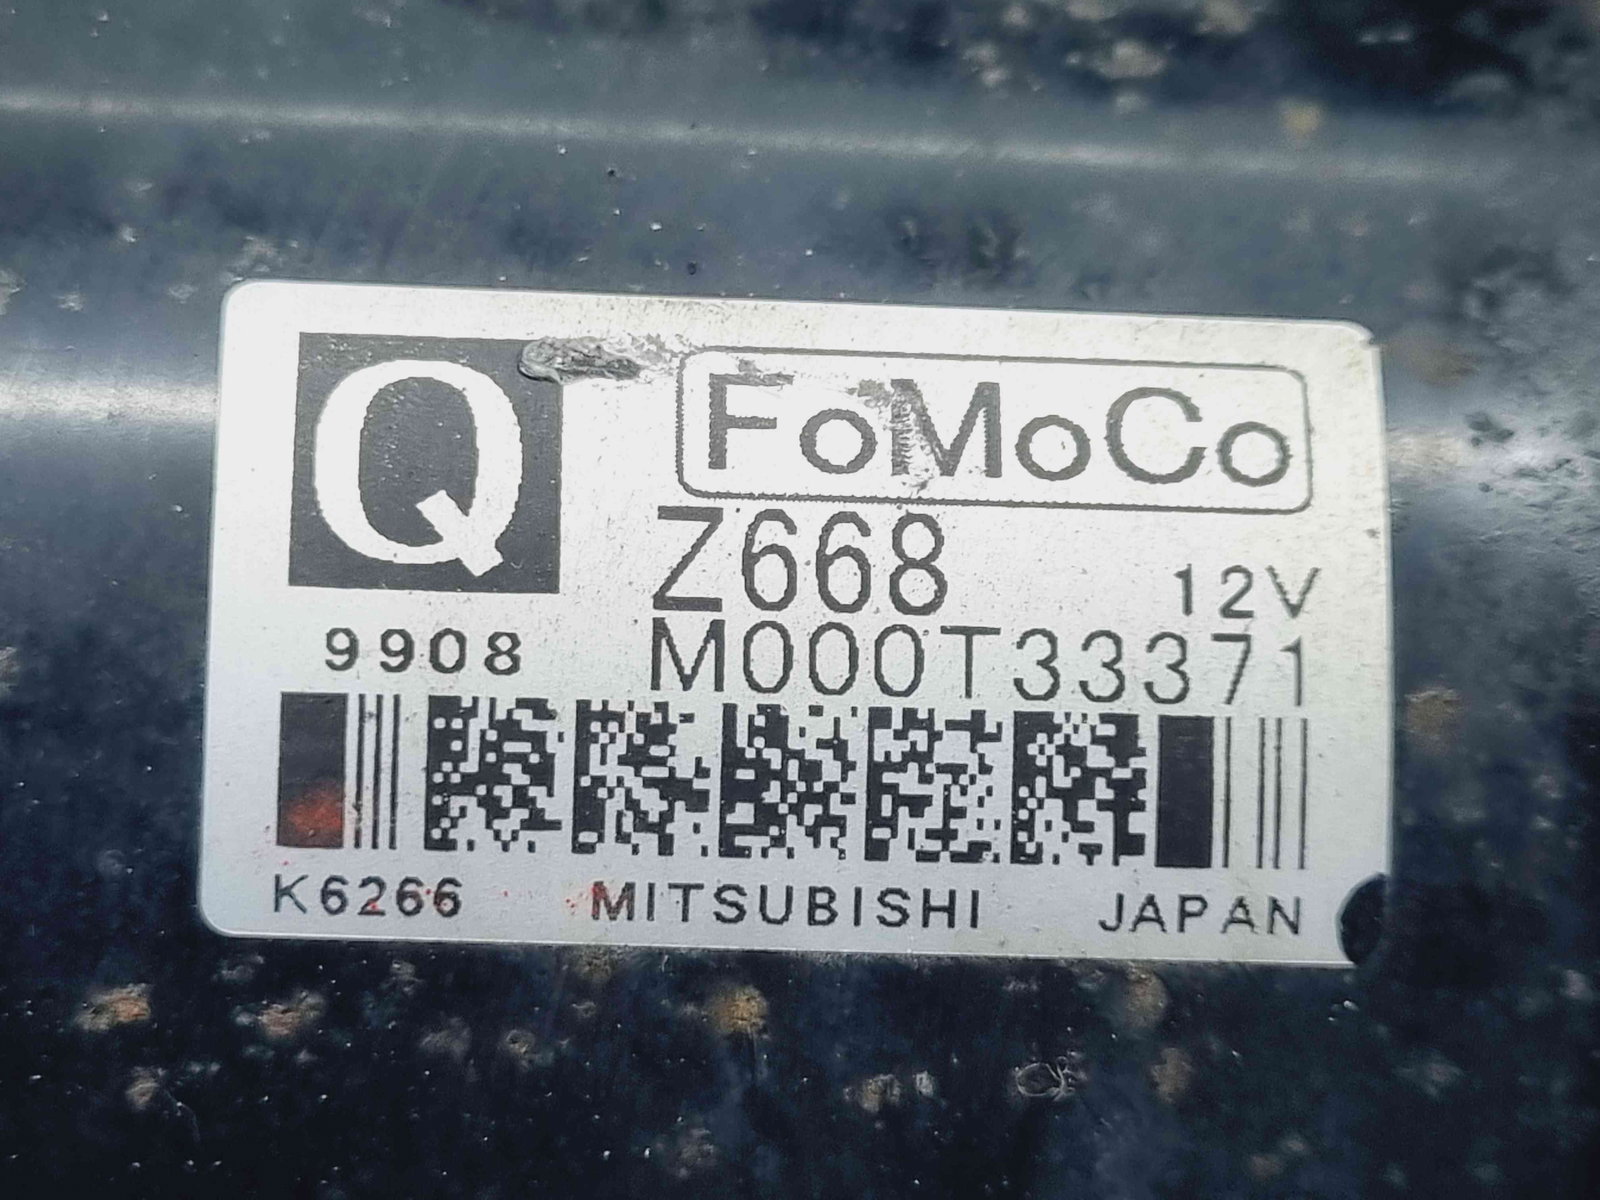 Q FoMoCo
Z668 12V
9908 M000T33371
K6266 MITSUBISHI JAPAN